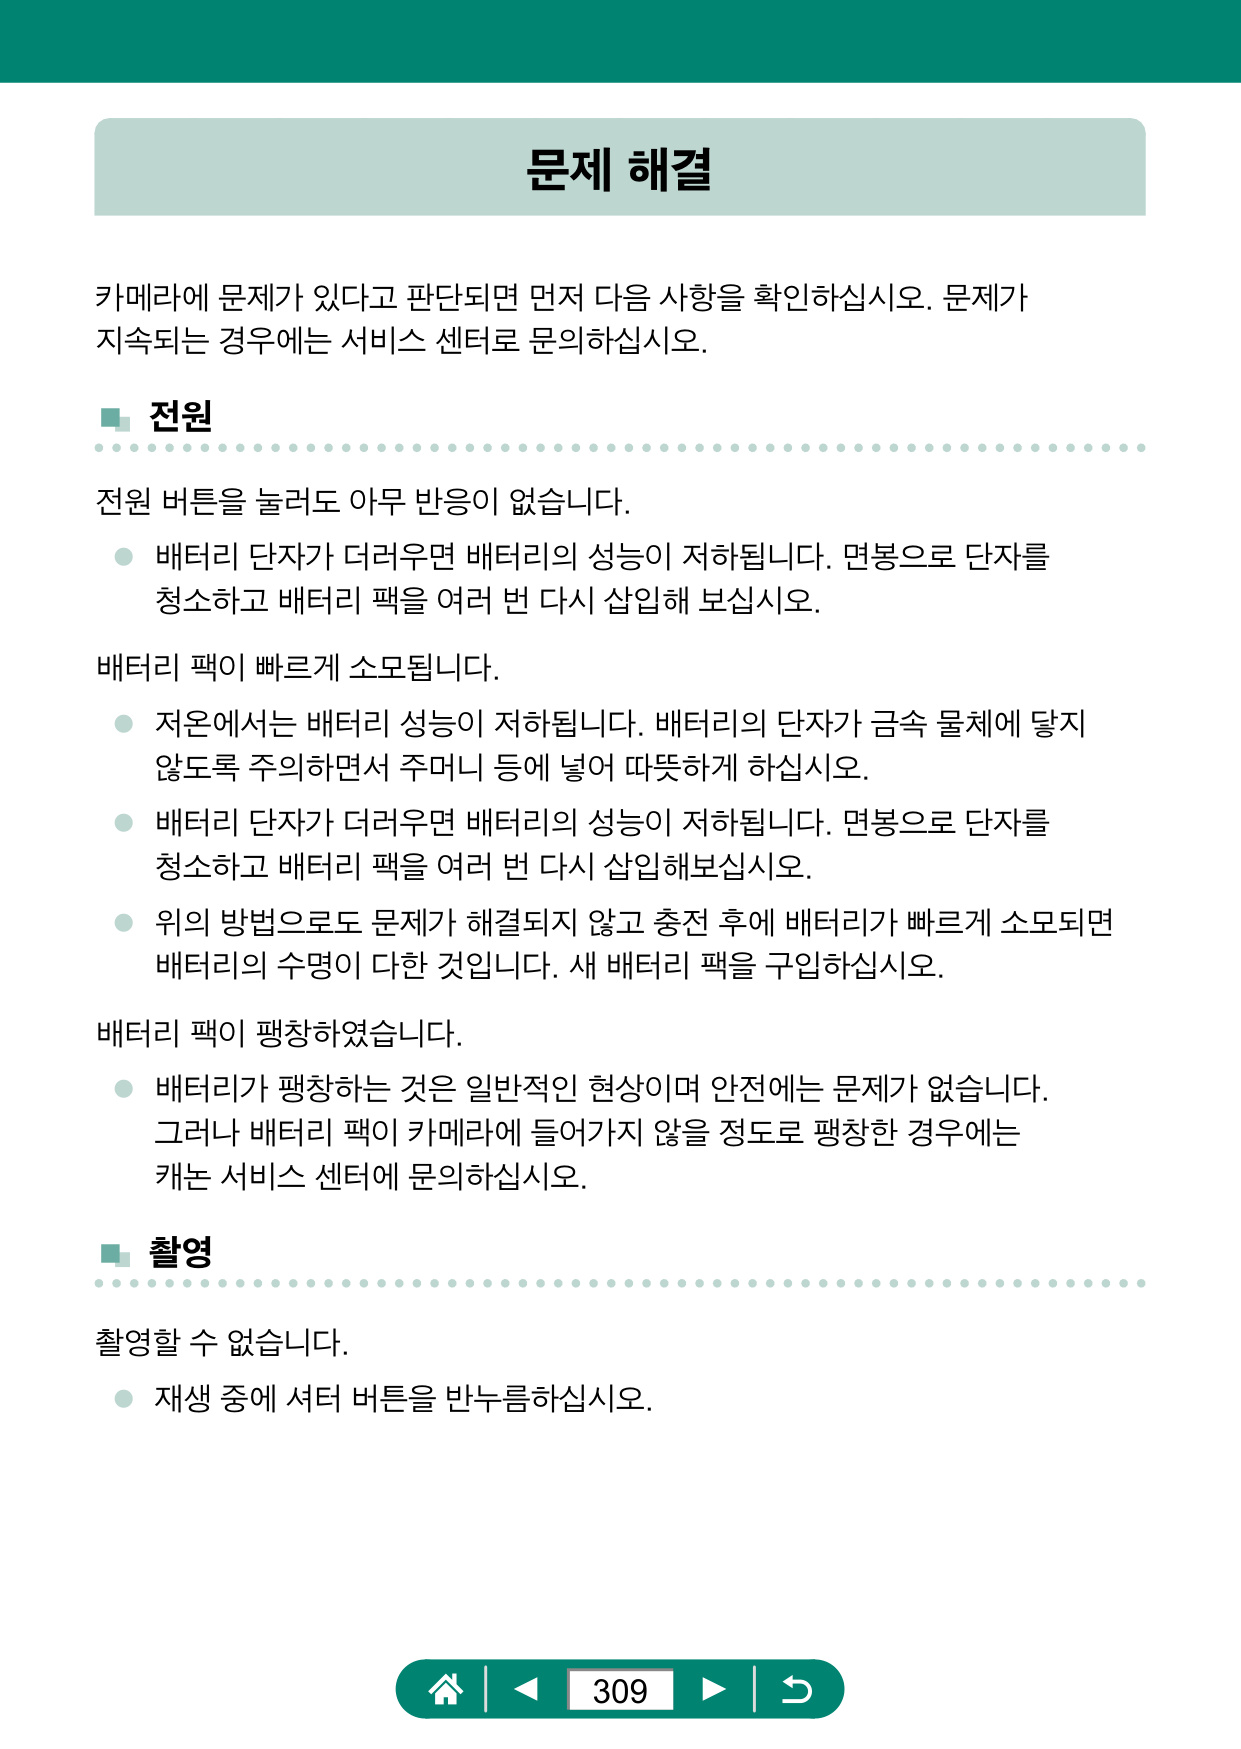 문제 해결
카메라에 문제가 있다고 판단되면 먼저 다음 사항을 확인하십시오. 문제가
지속되는 경우에는 서비스 센터로 문의하십시오.
전원
전원 버튼을 눌러도 아무 반응이 없습니다.
배터리 단자가 더러우면 배터리의 성능이 저하됩니다. 면봉으로 단자를
청소하고 배터리 팩을 여러 번 다시 삽입해 보십시오.
배터리 팩이 빠르게 소모됩니다.
저온에서는 배터리 성능이 저하됩니다. 배터리의 단자가 금속 물체에 닿지
않도록 주의하면서 주머니 등에 넣어 따뜻하게 하십시오.
배터리 단자가 더러우면 배터리의 성능이 저하됩니다. 면봉으로 단자를
청소하고 배터리 팩을 여러 번 다시 삽입해보십시오.
위의 방법으로도 문제가 해결되지 않고 충전 후에 배터리가 빠르게 소모되면
배터리의 수명이 다한 것입니다. 새 배터리 팩을 구입하십시오.
배터리 팩이 팽창하였습니다.
배터리가 팽창하는 것은 일반적인 현상이며 안전에는 문제가 없습니다.
그러나 배터리 팩이 카메라에 들어가지 않을 정도로 팽창한 경우에는
캐논 서비스 센터에 문의하십시오.
촬영
촬영할 수 없습니다.
재생 중에 셔터 버튼을 반누름하십시오.
309